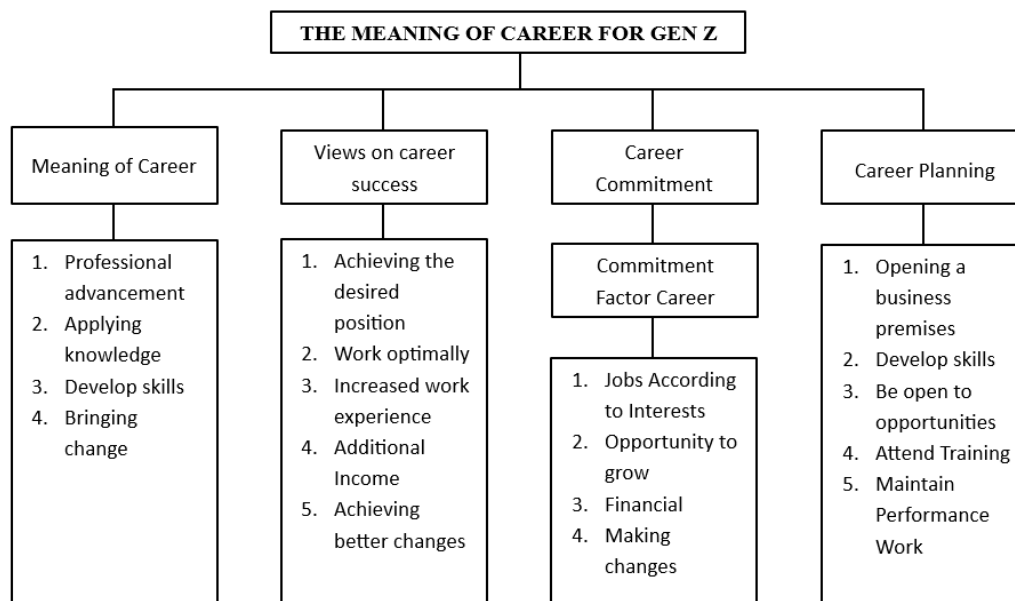 THE MEANING OF CAREER FOR GEN Z
Meaning of Career
1. Professional
advancement
2. Applying
knowledge
3. Develop skills
4. Bringing
change
Views on career
success
1. Achieving the
desired
position
2. Work optimally
3. Increased work
experience
4. Additional
Income
5. Achieving
better changes
Career
Commitment
Commitment
Factor Career
1. Jobs According
to Interests
2. Opportunity to
grow
3. Financial
4. Making
changes
Career Planning
1. Opening a
business
premises
2. Develop skills
3. Be open to
opportunities
4. Attend Training
5. Maintain
Performance
Work